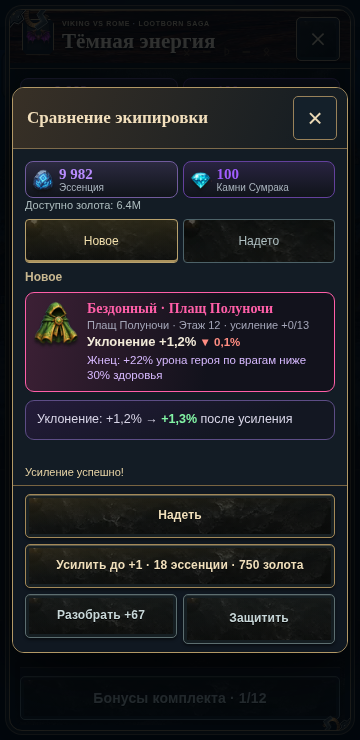 VIKING VS ROME · LOOTBORN SAGA
Тёмная энергия
Сравнение экипировки
9 982
Эссенция
100
Камни Сумрака
Доступно золота: 6.4M
Новое
Надето
Новое
Бездонный · Плащ Полуночи
Плащ Полуночи · Этаж 12 · усиление +0/13
Уклонение +1,2% ▼ 0,1%
Жнец: +22% урона героя по врагам ниже
30% здоровья
Уклонение: +1,2% → +1,3% после усиления
Усиление успешно!
Надеть
Усилить до +1 · 18 эссенции · 750 золота
Разобрать +67
Защитить
Бонусы комплекта · 1/12